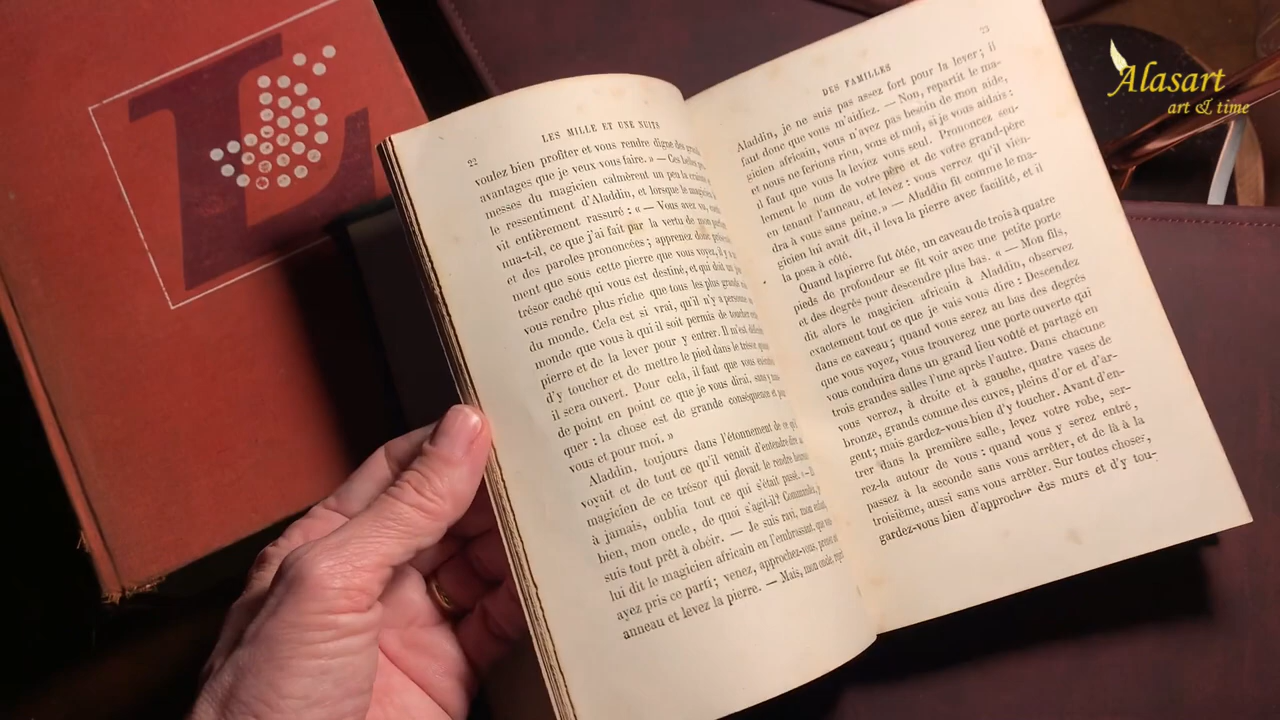 L
Alasart
art & time
22
LES MILLE ET UNE NUITS
voulez bien profiter et vous rendre digne des
avantages que je veux vous faire. » — Ces
messes du magicien calmèrent un peu la
le ressentiment d'Aladdin, et lorsque le
vit entièrement rassuré : « — Vous avez vu,
nua-t-il, ce que j'ai fait par la vertu de mon
et des paroles prononcées ; apprenez donc
ment que sous cette pierre que vous voyez, il y a
trésor caché qui vous est destiné, et qui doit un
vous rendre plus riche que tous les plus grands
du monde. Cela est si vrai, qu'il n'y a personne
monde que vous à qui il soit permis de toucher
pierre et de la lever pour y entrer. Il m'est
d'y toucher et de mettre le pied dans le trésor
il sera ouvert. Pour cela, il faut que vous
de point en point ce que je vous dirai, sans
quer : la chose est de grande conséquence et
vous et pour moi. »
Aladdin, toujours dans l'étonnement de ce qu'il
voyait et de tout ce qu'il venait d'entendre
magicien de ce trésor qui devait le rendre
à jamais, oublia tout ce qui s'était passé. « —
bien, mon oncle, de quoi s'agit-il? Commandez,
suis tout prêt à obéir. — Je suis ravi, mon enfant,
lui dit le magicien africain en l'embrassant, que
ayez pris ce parti ; venez, approchez-vous, prenez
anneau et levez la pierre. — Mais, mon oncle,
23
DES FAMILLES
Aladdin, je ne suis pas assez fort pour la lever ; il
faut donc que vous m'aidiez. — Non, repartit le ma-
gicien africain, vous n'avez pas besoin de mon aide,
et nous ne ferions rien, vous et moi, si je vous aidais :
il faut que vous la leviez vous seul. Prononcez seu-
lement le nom de votre père et de votre grand-père
en tenant l'anneau, et levez : vous verrez qu'il vien-
dra à vous sans peine. » — Aladdin fit comme le ma-
gicien lui avait dit, il leva la pierre avec facilité, et il
la posa à côté.
Quand la pierre fut ôtée, un caveau de trois à quatre
pieds de profondeur se fit voir avec une petite porte
et des degrés pour descendre plus bas. « — Mon fils,
dit alors le magicien africain à Aladdin, observez
exactement tout ce que je vais vous dire : Descendez
dans ce caveau ; quand vous serez au bas des degrés
que vous voyez, vous trouverez une porte ouverte qui
vous conduira dans un grand lieu voûté et partagé en
trois grandes salles l'une après l'autre. Dans chacune
vous verrez, à droite et à gauche, quatre vases de
bronze, grands comme des cuves, pleins d'or et d'ar-
gent ; mais gardez-vous bien d'y toucher. Avant d'en-
trer dans la première salle, levez votre robe, ser-
rez-la autour de vous : quand vous y serez entré,
passez à la seconde sans vous arrêter, et de là à la
troisième, aussi sans vous arrêter. Sur toutes choses,
gardez-vous bien d'approcher des murs et d'y tou-